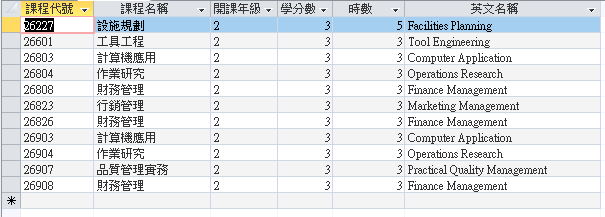 課程代號 課程名稱 開課年級 學分數 時數 英文名稱
26227 設施規劃 2 3 5 Facilities Planning
26601 工具工程 2 3 3 Tool Engineering
26803 計算機應用 2 3 3 Computer Application
26804 作業研究 2 3 3 Operations Research
26808 財務管理 2 3 3 Finance Management
26823 行銷管理 2 3 3 Marketing Management
26826 財務管理 2 3 3 Finance Management
26903 計算機應用 2 3 3 Computer Application
26904 作業研究 2 3 3 Operations Research
26907 品質管理實務 2 3 3 Practical Quality Management
26908 財務管理 2 3 3 Finance Management